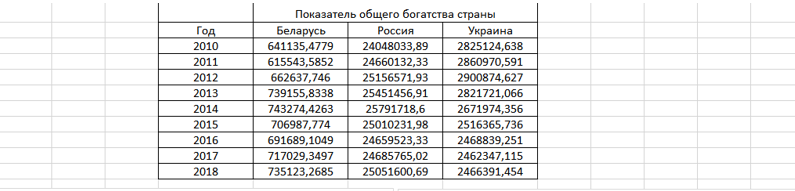 Показатель общего богатства страны
Год Беларусь Россия Украина
2010 641135,4779 24048033,89 2825124,638
2011 615543,5852 24660132,33 2860970,591
2012 662637,746 25156571,93 2900874,627
2013 739155,8338 25451456,91 2821721,066
2014 743274,4263 25791718,6 2671974,356
2015 706987,774 25010231,98 2516365,736
2016 691689,1049 24659523,33 2468839,251
2017 717029,3497 24685765,02 2462347,115
2018 735123,2685 25051600,69 2466391,454